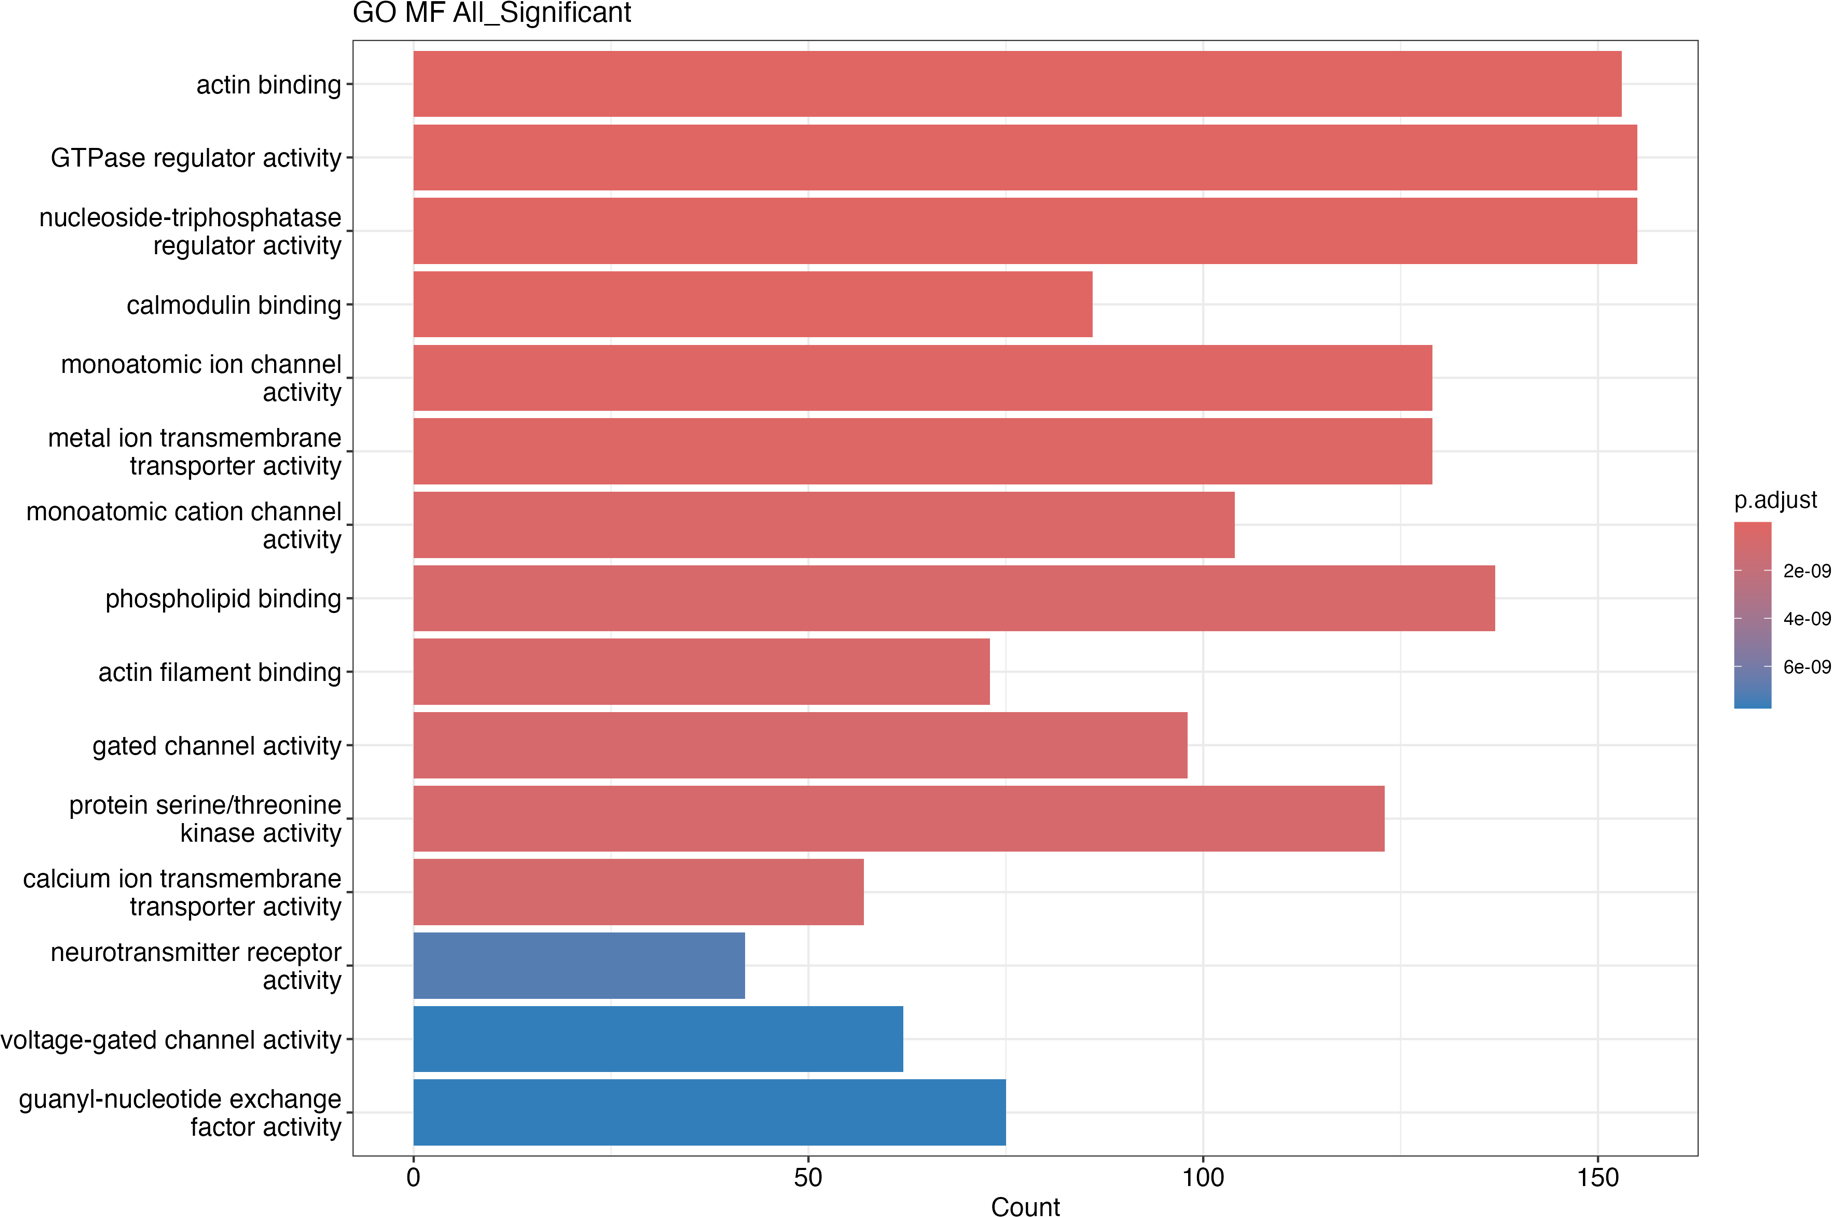 GO MF All_Significant
actin binding
GTPase regulator activity
nucleoside-triphosphatase
regulator activity
calmodulin binding
monoatomic ion channel
activity
metal ion transmembrane
transporter activity
monoatomic cation channel
activity
phospholipid binding
actin filament binding
gated channel activity
protein serine/threonine
kinase activity
calcium ion transmembrane
transporter activity
neurotransmitter receptor
activity
voltage-gated channel activity
guanyl-nucleotide exchange
factor activity
0 50 100 150
Count
p.adjust
2e-09
4e-09
6e-09